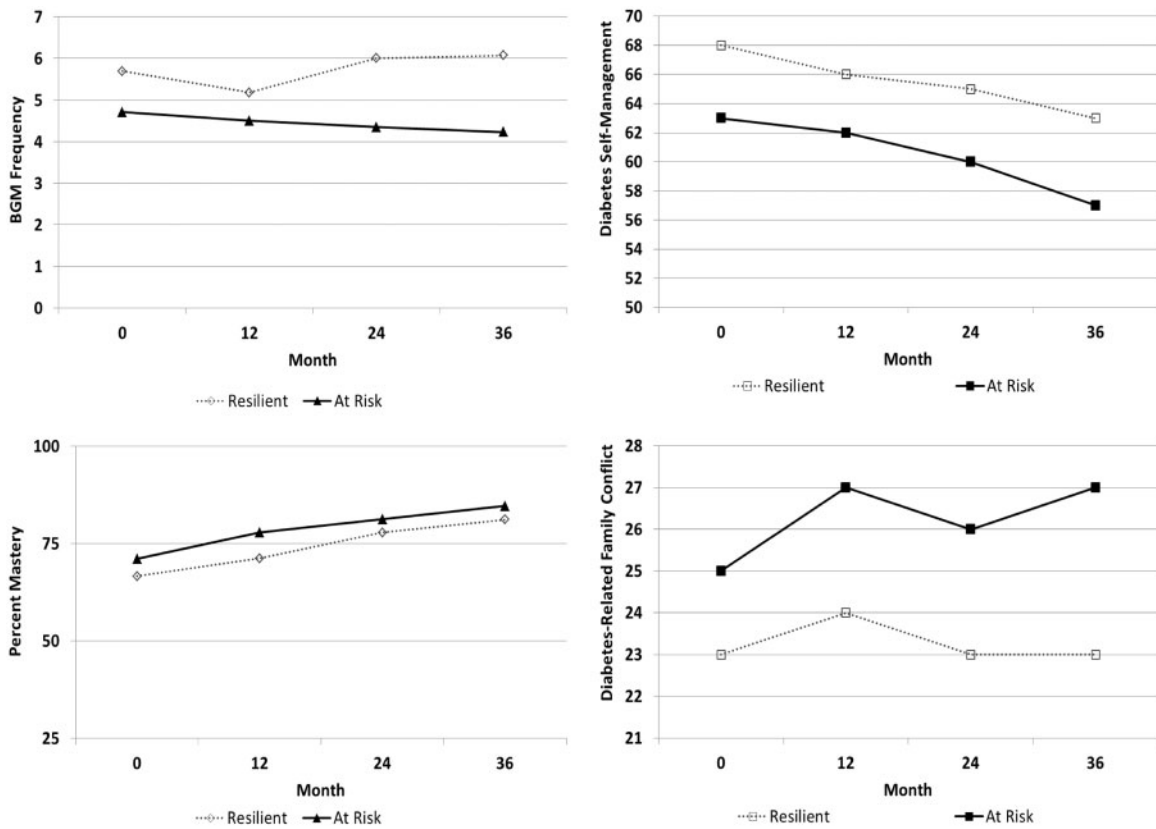 BGM Frequency
7
6
5
4
3
2
1
0
0 12 24 36
Month
Resilient At Risk
Diabetes Self-Management
68
66
64
62
60
58
56
54
52
50
0 12 24 36
Month
Resilient At Risk
Percent Mastery
100
75
50
25
0 12 24 36
Month
Resilient At Risk
Diabetes-Related Family Conflict
28
27
26
25
24
23
22
21
0 12 24 36
Month
Resilient At Risk